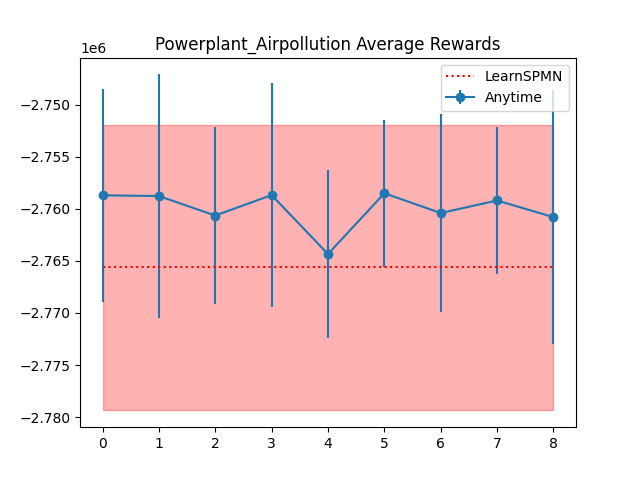 Powerplant_Airpollution Average Rewards
1e6
LearnSPMN
Anytime
−2.750
−2.755
−2.760
−2.765
−2.770
−2.775
−2.780
0 1 2 3 4 5 6 7 8